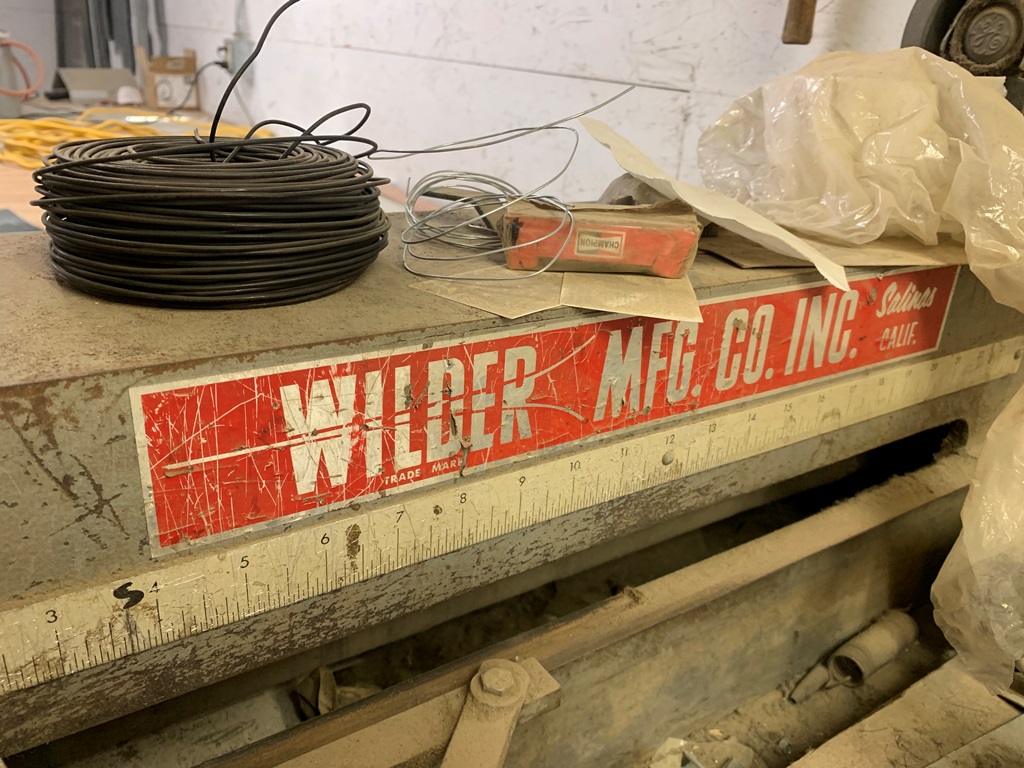 GE
CHAMPION
WILDER MFG. CO. INC. Salinas
CALIF.
TRADE MARK
3 4 5 6 7 8 9 10 11 12 13 14 15 16
S